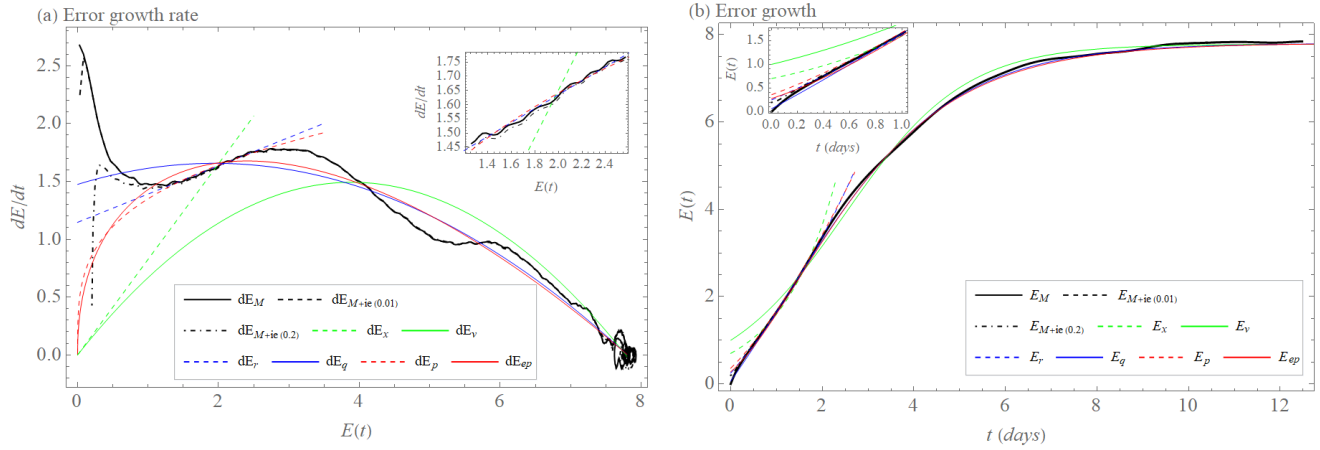 (a) Error growth rate
2.5
2.0
1.5
1.0
0.5
0.0
dE/dt
0
2
4
6
8
E(t)
1.75
1.70
1.65
1.60
1.55
1.50
1.45
dE/dt
1.4
1.6
1.8
2.0
2.2
2.4
E(t)
dE_M
dE_M+ie (0.01)
dE_M+ie (0.2)
dE_x
dE_v
dE_r
dE_q
dE_p
dE_ep
(b) Error growth
8
6
4
2
0
E(t)
0
2
4
6
8
10
12
t (days)
1.5
1.0
0.5
0.0
E(t)
0.0
0.2
0.4
0.6
0.8
1.0
t (days)
E_M
E_M+ie (0.01)
E_M+ie (0.2)
E_x
E_v
E_r
E_q
E_p
E_ep